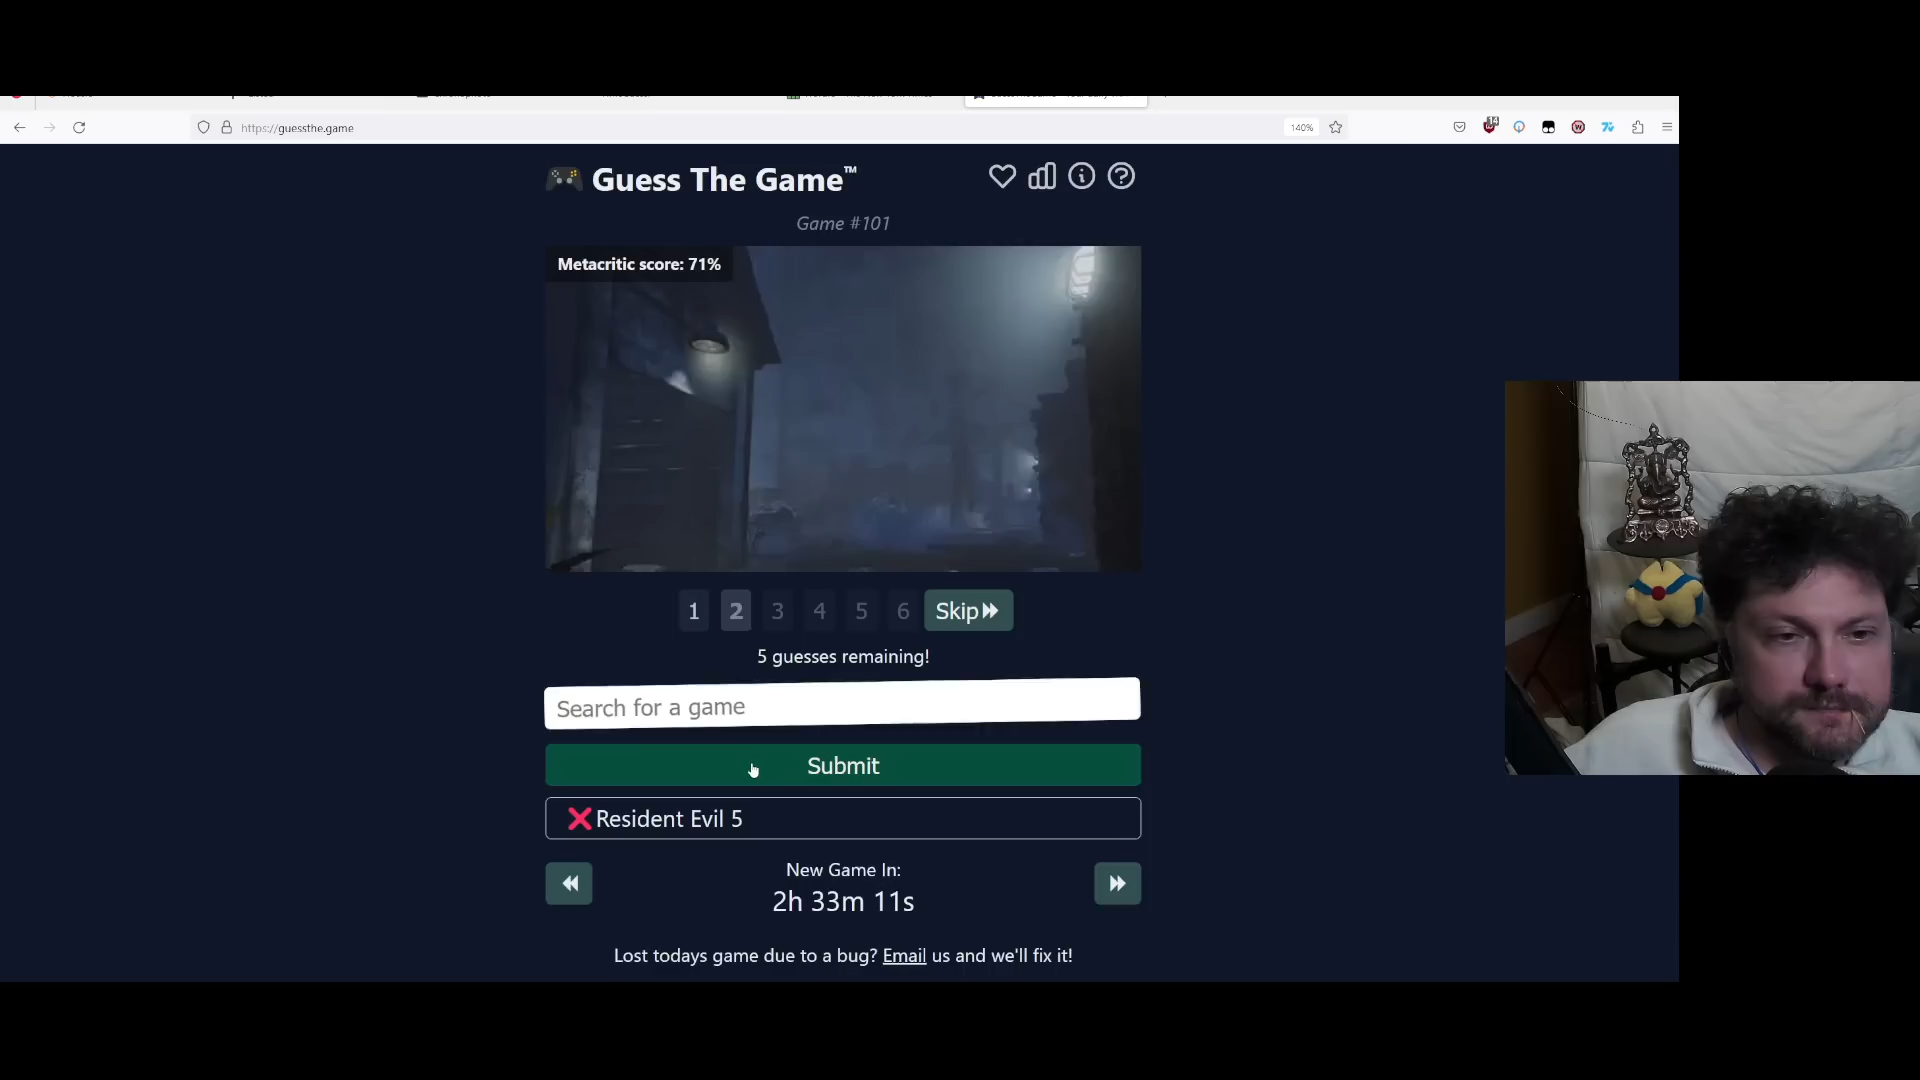 https://guessthe.game
140%
14
Guess The Game™
Game #101
Metacritic score: 71%
1 2 3 4 5 6 Skip
5 guesses remaining!
Search for a game
Submit
Resident Evil 5
New Game In:
2h 33m 11s
Lost todays game due to a bug? Email us and we'll fix it!